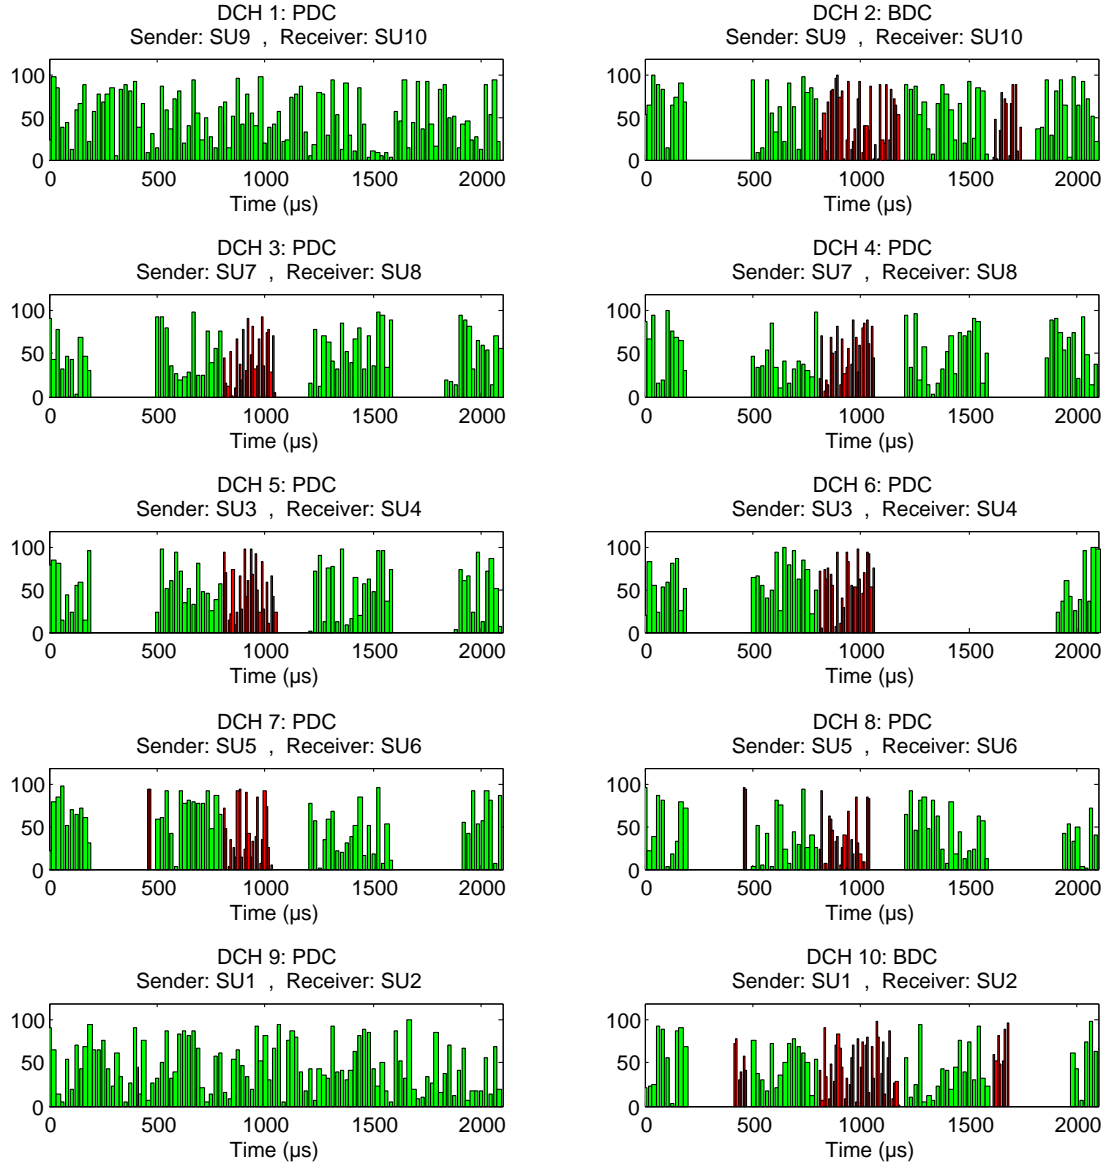 DCH 1: PDC
Sender: SU9 , Receiver: SU10
100
50
0
0 500 1000 1500 2000
Time (µs)
DCH 2: BDC
Sender: SU9 , Receiver: SU10
100
50
0
0 500 1000 1500 2000
Time (µs)
DCH 3: PDC
Sender: SU7 , Receiver: SU8
100
50
0
0 500 1000 1500 2000
Time (µs)
DCH 4: PDC
Sender: SU7 , Receiver: SU8
100
50
0
0 500 1000 1500 2000
Time (µs)
DCH 5: PDC
Sender: SU3 , Receiver: SU4
100
50
0
0 500 1000 1500 2000
Time (µs)
DCH 6: PDC
Sender: SU3 , Receiver: SU4
100
50
0
0 500 1000 1500 2000
Time (µs)
DCH 7: PDC
Sender: SU5 , Receiver: SU6
100
50
0
0 500 1000 1500 2000
Time (µs)
DCH 8: PDC
Sender: SU5 , Receiver: SU6
100
50
0
0 500 1000 1500 2000
Time (µs)
DCH 9: PDC
Sender: SU1 , Receiver: SU2
100
50
0
0 500 1000 1500 2000
Time (µs)
DCH 10: BDC
Sender: SU1 , Receiver: SU2
100
50
0
0 500 1000 1500 2000
Time (µs)